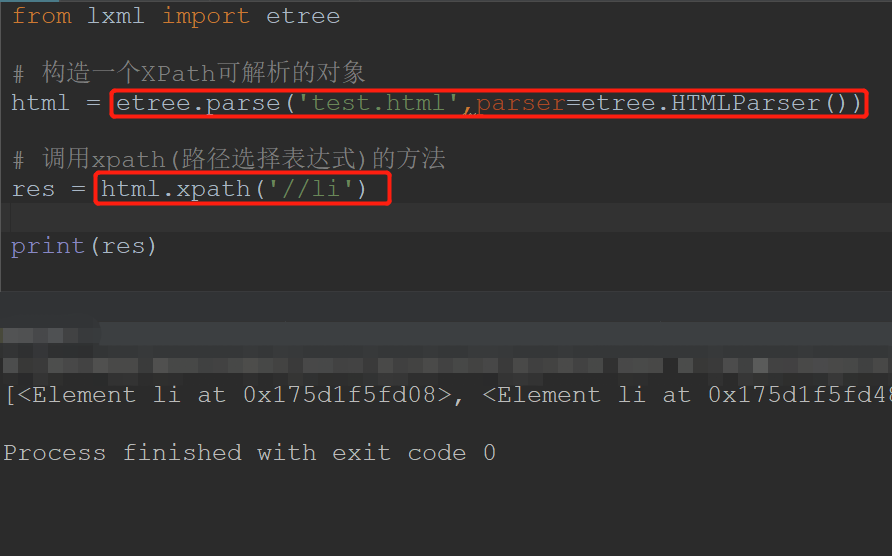 from lxml import etree
# 构造一个XPath可解析的对象
html = etree.parse('test.html',parser=etree.HTMLParser())
# 调用xpath(路径选择表达式)的方法
res = html.xpath('//li')
print(res)
[<Element li at 0x175d1f5fd08>, <Element li at 0x175d1f5fd48
Process finished with exit code 0